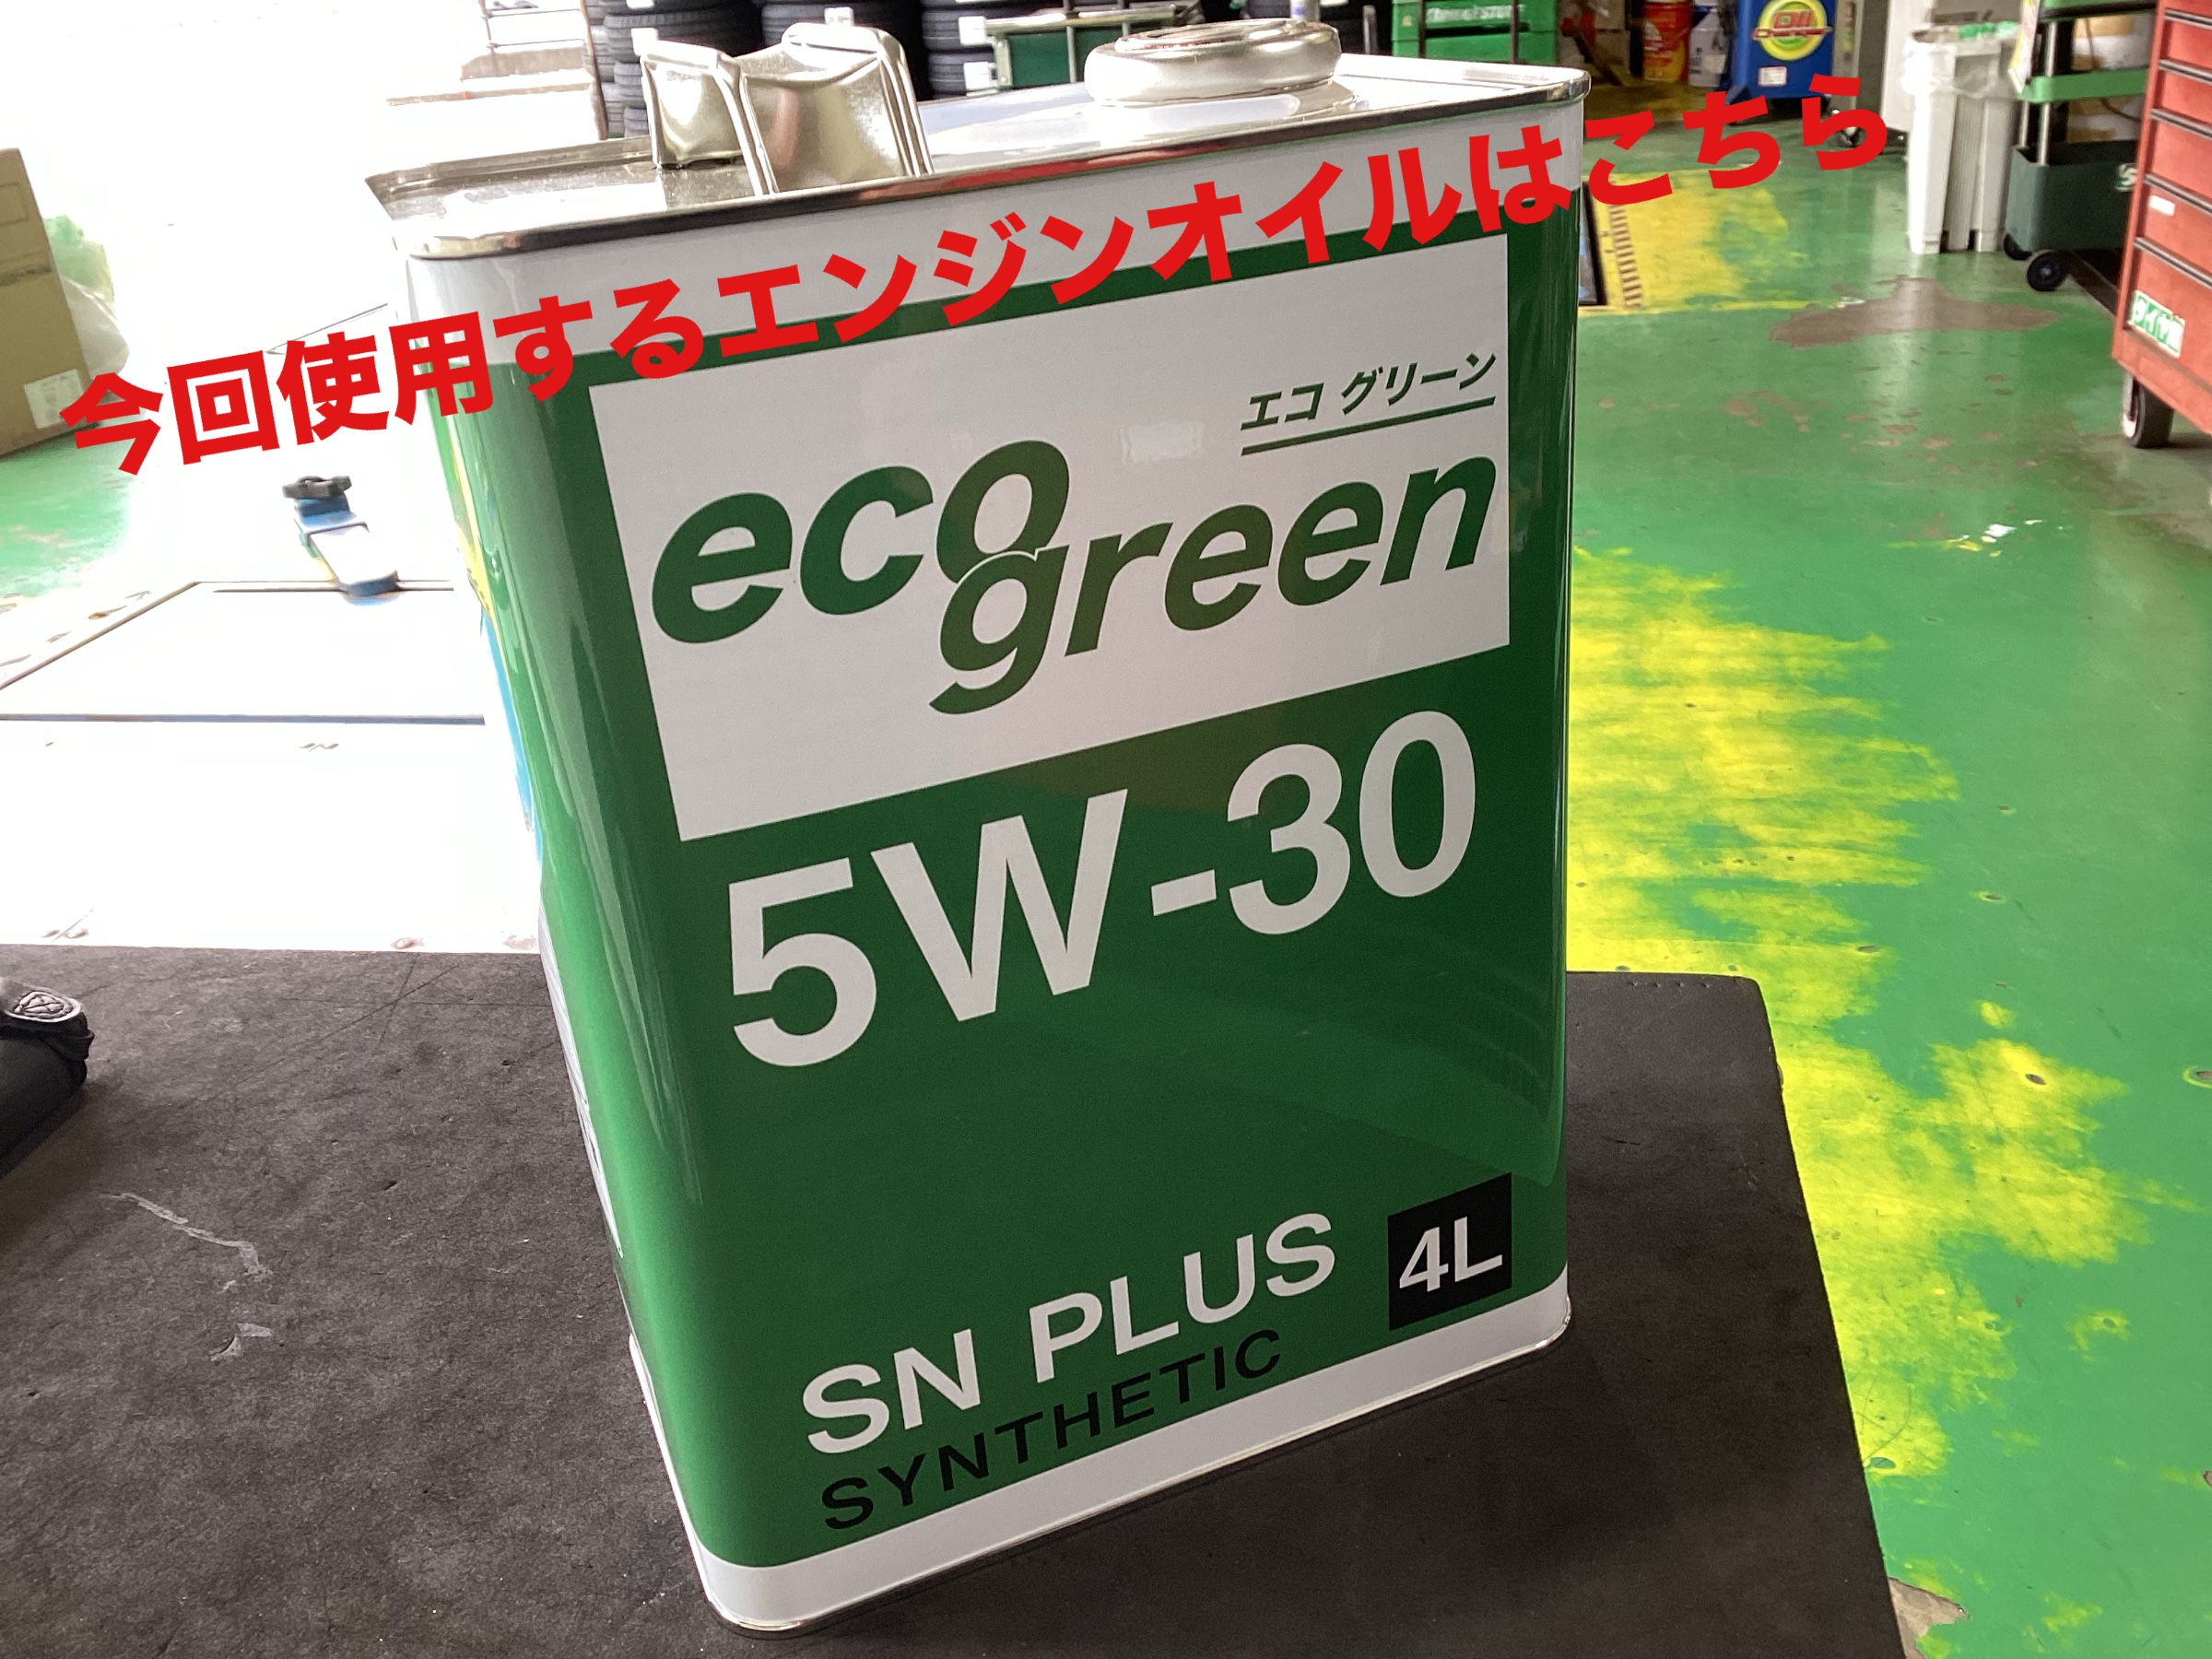 今回使用するエンジンオイルはこちら
エコ グリーン
eco
green
5W-30
SN PLUS
4L
SYNTHETIC
Oil